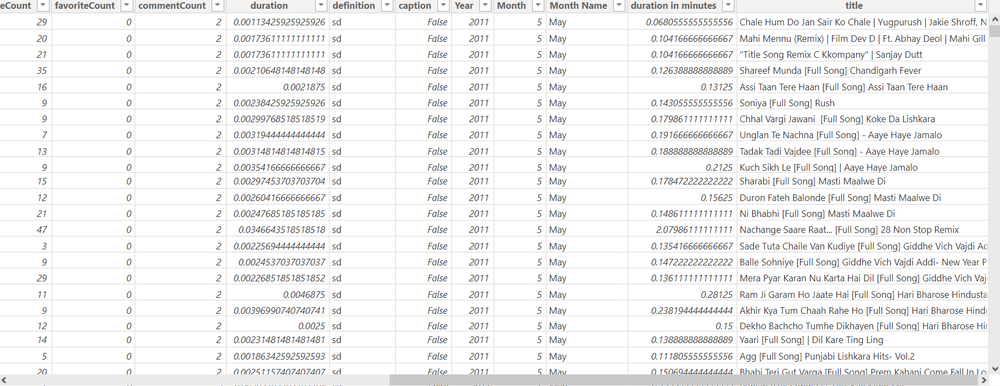 eCount favoriteCount commentCount duration definition caption Year Month Month Name duration in minutes title
29 0 2 0.00113425925925926 sd False 2011 5 May 0.0680555555555556 Chale Hum Do Jan Sair Ko Chale | Yugpurush | Jakie Shroff, N
20 0 2 0.00173611111111111 sd False 2011 5 May 0.104166666666667 Mahi Mennu (Remix) | Film Dev D | Ft. Abhay Deol | Mahi Gill
21 0 2 0.00173611111111111 sd False 2011 5 May 0.104166666666667 "Title Song Remix C Kkompany" | Sanjay Dutt
35 0 2 0.00210648148148148 sd False 2011 5 May 0.126388888888889 Shareef Munda [Full Song] Chandigarh Fever
16 0 2 0.0021875 sd False 2011 5 May 0.13125 Assi Taan Tere Haan [Full Song] Assi Taan Tere Haan
9 0 2 0.00238425925925926 sd False 2011 5 May 0.143055555555556 Soniya [Full Song] Rush
9 0 2 0.00299768518518519 sd False 2011 5 May 0.179861111111111 Chhal Vargi Jawani  [Full Song] Koke Da Lishkara
7 0 2 0.00319444444444444 sd False 2011 5 May 0.191666666666667 Unglan Te Nachna [Full Song] - Aaye Haye Jamalo
13 0 2 0.00314814814814815 sd False 2011 5 May 0.188888888888889 Tadak Tadi Vajdee [Full Song] - Aaye Haye Jamalo
9 0 2 0.00354166666666667 sd False 2011 5 May 0.2125 Kuch Sikh Le [Full Song] | Aaye Haye Jamalo
15 0 2 0.00297453703703704 sd False 2011 5 May 0.178472222222222 Sharabi [Full Song] Masti Maalwe Di
12 0 2 0.00260416666666667 sd False 2011 5 May 0.15625 Duron Fateh Balonde [Full Song] Masti Maalwe Di
21 0 2 0.00247685185185185 sd False 2011 5 May 0.148611111111111 Ni Bhabhi [Full Song] Masti Maalwe Di
47 0 2 0.0346643518518518 sd False 2011 5 May 2.07986111111111 Nachange Saare Raat... [Full Song] 28 Non Stop Remix
3 0 2 0.00225694444444444 sd False 2011 5 May 0.135416666666667 Sade Tuta Chaile Van Kudiye [Full Song] Giddhe Vich Vajdi Ad
9 0 2 0.0024537037037037 sd False 2011 5 May 0.147222222222222 Balle Sohniye [Full Song] Giddhe Vich Vajdi Addi- New Year P
29 0 2 0.00226851851851852 sd False 2011 5 May 0.136111111111111 Mera Pyar Karan Nu Karta Hai Dil [Full Song] Giddhe Vich Vaj
11 0 2 0.0046875 sd False 2011 5 May 0.28125 Ram Ji Garam Ho Jaate Hai [Full Song] Hari Bharose Hindusta
9 0 2 0.00396990740740741 sd False 2011 5 May 0.238194444444444 Akhir Kya Tum Chaah Rahe Ho [Full Song] Hari Bharose Hindu
12 0 2 0.0025 sd False 2011 5 May 0.15 Dekho Bachcho Tumhe Dikhayen [Full Song] Hari Bharose Hi
14 0 2 0.00231481481481481 sd False 2011 5 May 0.138888888888889 Yaari [Full Song] | Dil Kare Ting Ling
5 0 2 0.00186342592592593 sd False 2011 5 May 0.111805555555556 Agg [Full Song] Punjabi Lishkara Hits- Vol.2
20 0 2 0.00251157407407407 sd False 2011 5 May 0.150694444444444 Bhabi Teri Gut Varga [Full Song] Prem Kahani Come Fall In Lo